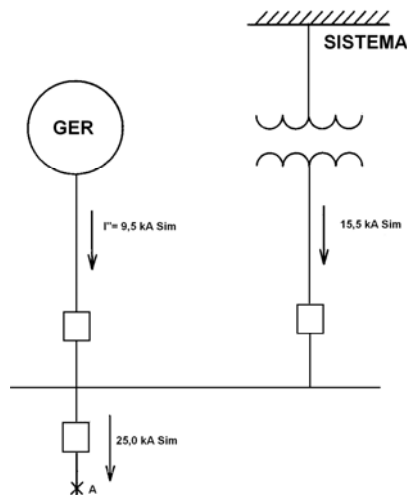 SISTEMA
GER
I"= 9,5 kA Sim
15,5 kA Sim
25,0 kA Sim
A